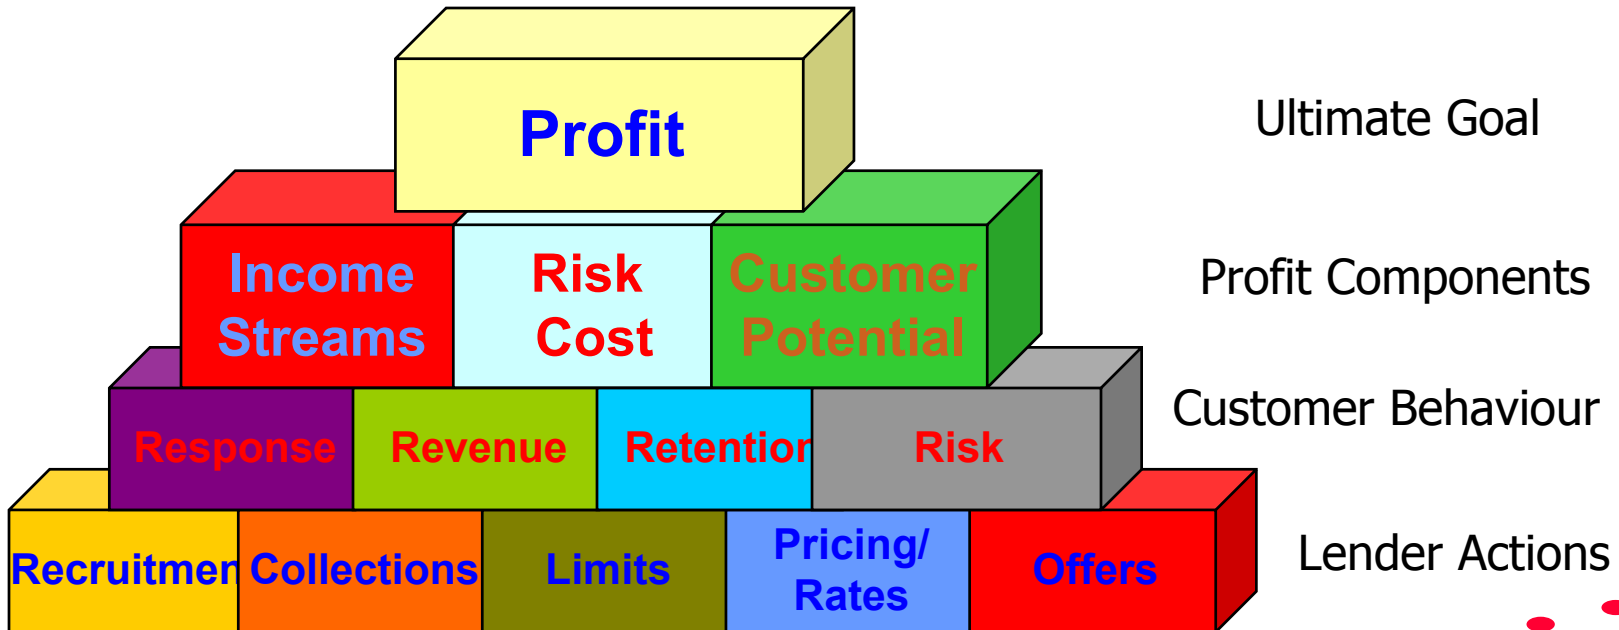 Profit
Ultimate Goal
Income
Streams
Risk
Cost
Customer
Potential
Profit Components
Response
Revenue
Retention
Risk
Customer Behaviour
Recruitmen
Collections
Limits
Pricing/
Rates
Offers
Lender Actions